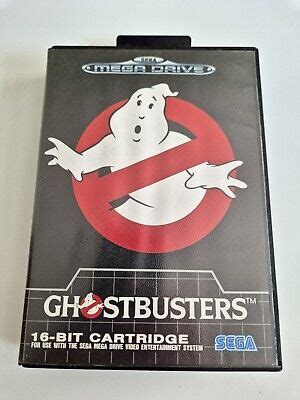 SEGA
MEGA DRIVE
GHOSTBUSTERS™
16-BIT CARTRIDGE
FOR USE WITH THE SEGA MEGA DRIVE VIDEO ENTERTAINMENT SYSTEM
SEGA